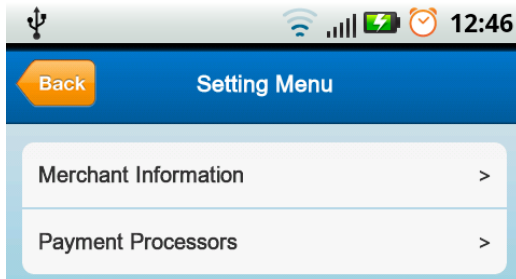 12:46
Back
Setting Menu
Merchant Information >
Payment Processors >